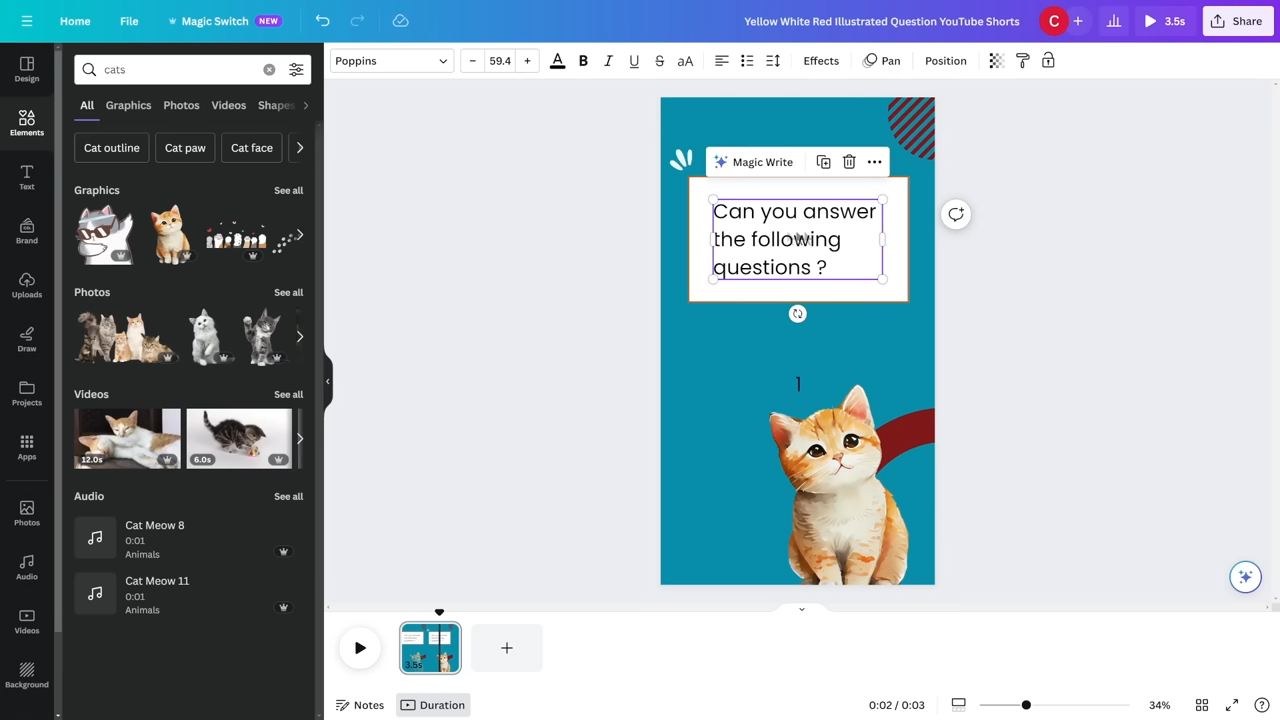 Home File Magic Switch NEW Yellow White Red Illustrated Question YouTube Shorts C 3.5s Share
Design
Elements
Text
Brand
Uploads
Draw
Projects
Apps
Photos
Audio
Videos
Background
cats
All Graphics Photos Videos Shapes
Cat outline Cat paw Cat face
Graphics See all
Photos See all
Videos See all
12.0s 6.0s
Audio See all
Cat Meow 8
0:01
Animals
Cat Meow 11
0:01
Animals
Poppins 59.4 A B I U S aA Effects Pan Position
Magic Write
Can you answer
the following
questions ?
1
3.5s
Notes Duration 0:02 / 0:03 34%